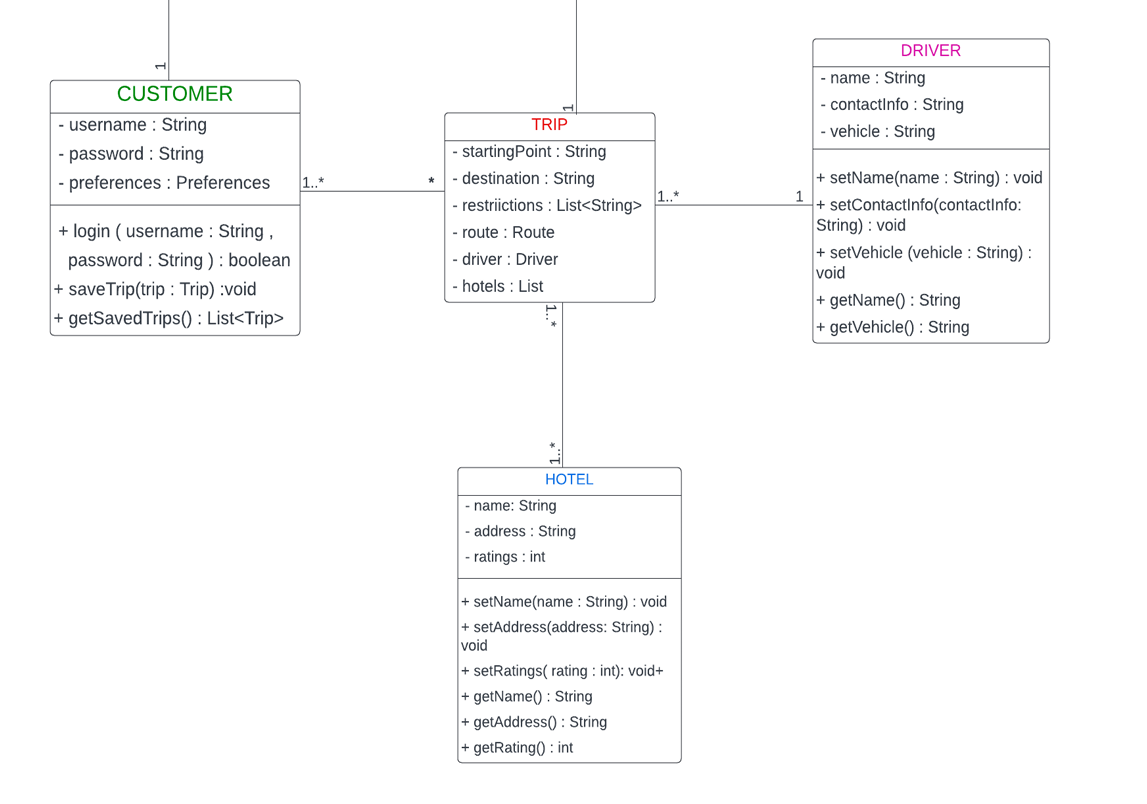 1
CUSTOMER
- username : String
- password : String
- preferences : Preferences
+ login ( username : String ,
password : String ) : boolean
+ saveTrip(trip : Trip) :void
+ getSavedTrips() : List<Trip>
1..*
*
1
TRIP
- startingPoint : String
- destination : String
- restriictions : List<String>
- route : Route
- driver : Driver
- hotels : List
1..*
1
DRIVER
- name : String
- contactInfo : String
- vehicle : String
+ setName(name : String) : void
+ setContactInfo(contactInfo:
String) : void
+ setVehicle (vehicle : String) :
void
+ getName() : String
+ getVehicle() : String
1..*
1..*
HOTEL
- name: String
- address : String
- ratings : int
+ setName(name : String) : void
+ setAddress(address: String) :
void
+ setRatings( rating : int): void+
+ getName() : String
+ getAddress() : String
+ getRating() : int